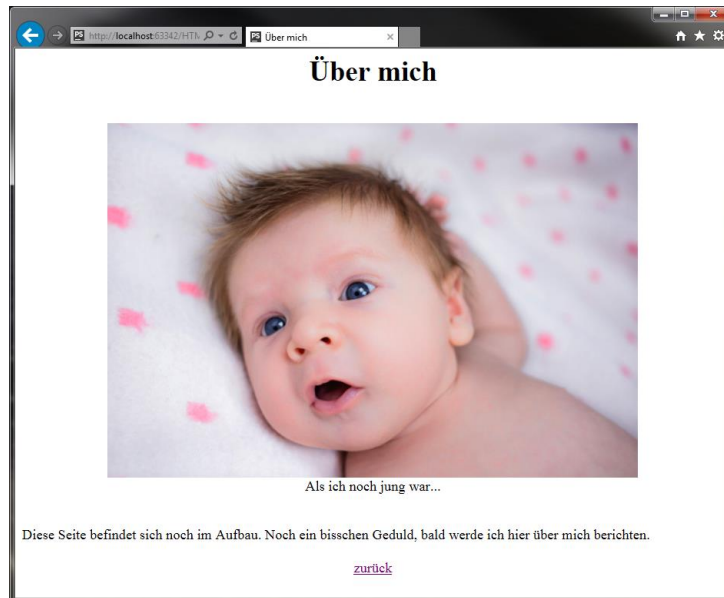 http://localhost:63342/HTM
Über mich
Über mich
Als ich noch jung war...
Diese Seite befindet sich noch im Aufbau. Noch ein bisschen Geduld, bald werde ich hier über mich berichten.
zurück